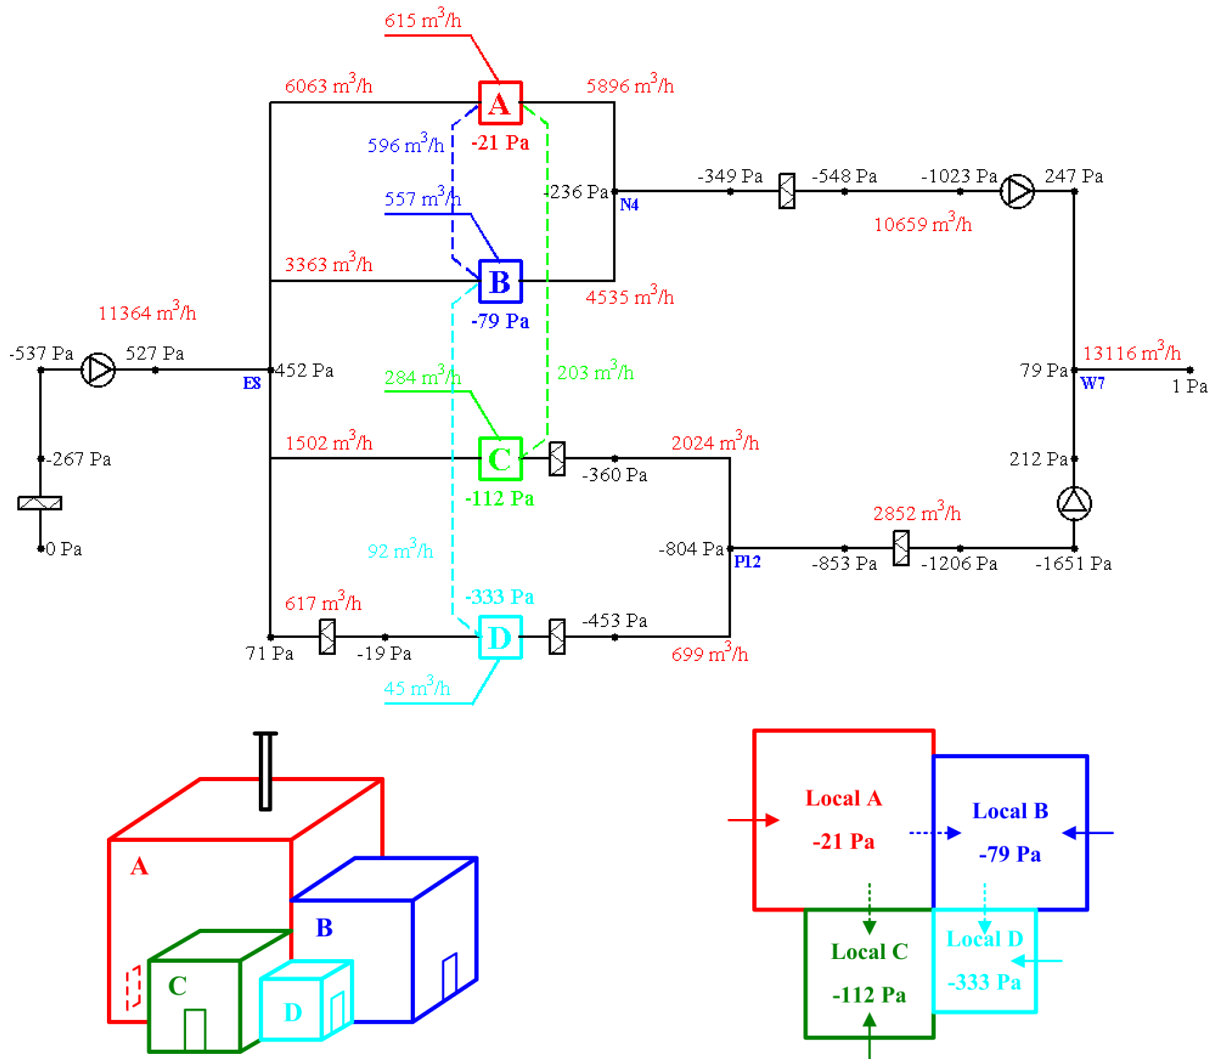 615 m³/h
6063 m³/h
A
5896 m³/h
-21 Pa
596 m³/h
-349 Pa
-548 Pa
-1023 Pa
247 Pa
557 m³/h
-236 Pa
N4
10659 m³/h
3363 m³/h
B
4535 m³/h
-79 Pa
11364 m³/h
-537 Pa
527 Pa
E8
452 Pa
284 m³/h
203 m³/h
79 Pa
W7
13116 m³/h
1 Pa
1502 m³/h
C
2024 m³/h
-267 Pa
-360 Pa
-112 Pa
212 Pa
2852 m³/h
0 Pa
92 m³/h
-804 Pa
P12
-853 Pa
-1206 Pa
-1651 Pa
617 m³/h
-333 Pa
-453 Pa
D
71 Pa
-19 Pa
699 m³/h
45 m³/h
A
B
C
D
Local A
-21 Pa
Local B
-79 Pa
Local C
-112 Pa
Local D
-333 Pa